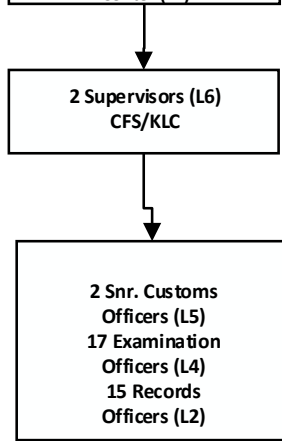 2 Supervisors (L6)
CFS/KLC
2 Snr. Customs
Officers (L5)
17 Examination
Officers (L4)
15 Records
Officers (L2)